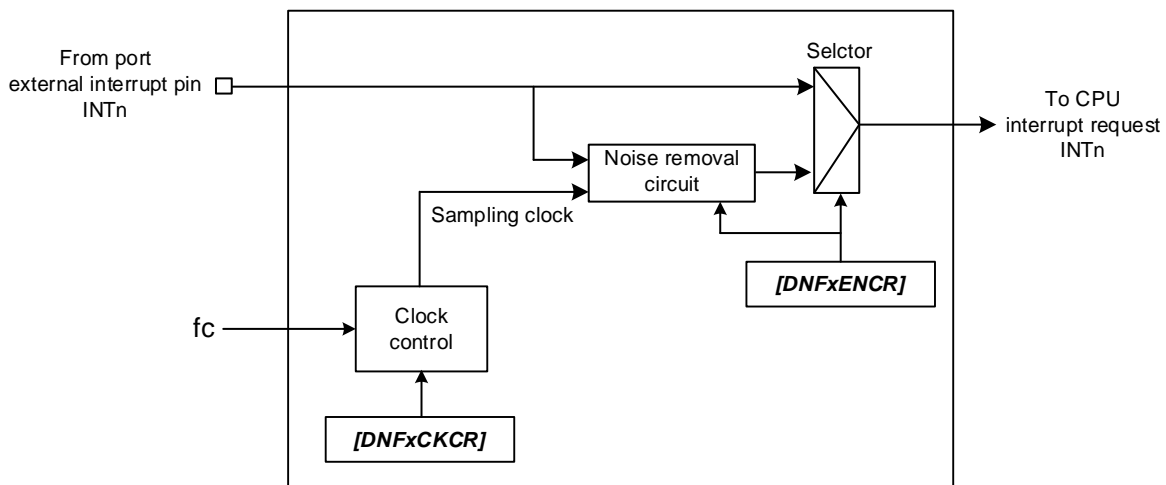 From port
external interrupt pin
INTn
Selctor
To CPU
interrupt request
INTn
Noise removal
circuit
Sampling clock
[DNFxENCR]
fc
Clock
control
[DNFxCKCR]